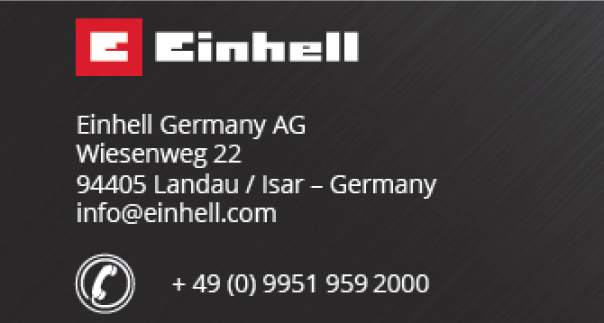 Einhell
Einhell Germany AG
Wiesenweg 22
94405 Landau / Isar – Germany
info@einhell.com
+ 49 (0) 9951 959 2000